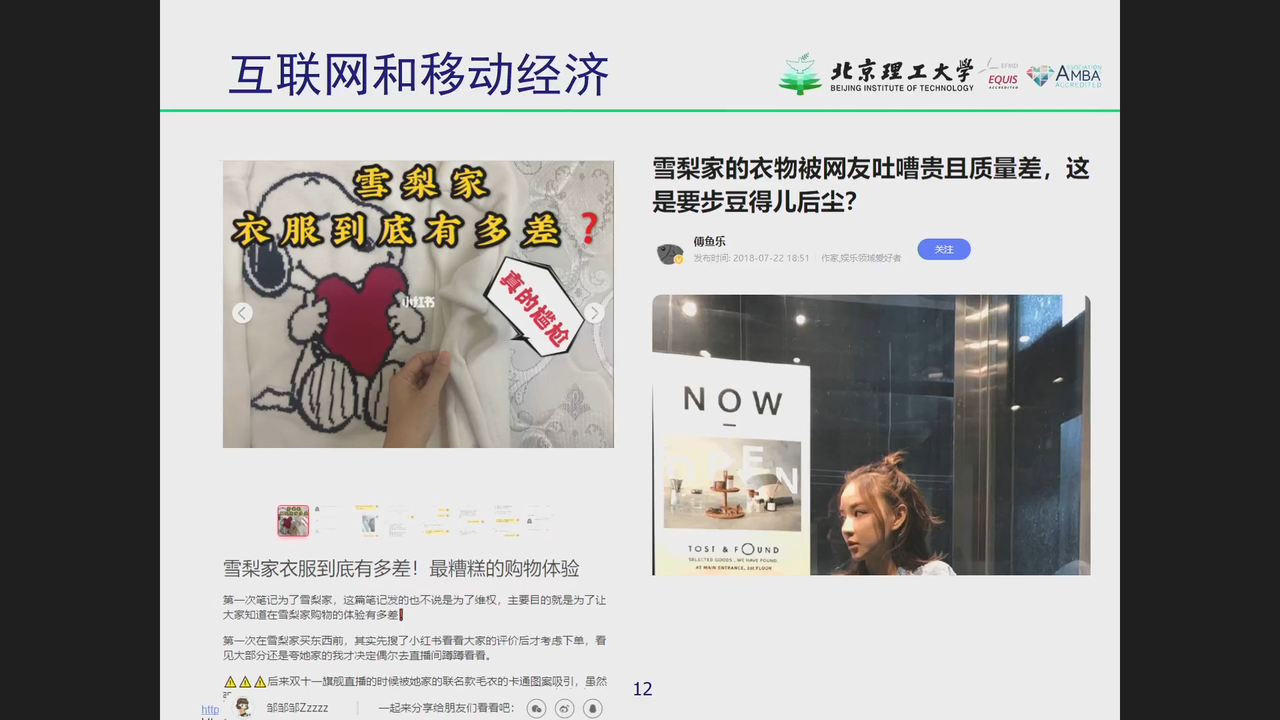 互联网和移动经济
北京理工大学
BEIJING INSTITUTE OF TECHNOLOGY
EFMD
EQUIS
ACCREDITED
ASSOCIATION
AMBA
ACCREDITED
雪梨家
衣服到底有多差？
真的尴尬
小红书
雪梨家衣服到底有多差！最糟糕的购物体验
第一次笔记为了雪梨家，这篇笔记发的也不说是为了维权，主要目的就是为了让
大家知道在雪梨家购物的体验有多差！
第一次在雪梨家买东西前，其实先搜了小红书看看大家的评价后才考虑下单，看
见大部分还是夸她家的我才决定偶尔去直播间蹲蹲看看。
后来双十一旗舰直播的时候被她家的联名款毛衣的卡通图案吸引，虽然
http
邹邹邹Zzzzz
一起来分享给朋友们看看吧：
雪梨家的衣物被网友吐嘈贵且质量差，这
是要步豆得儿后尘？
傅鱼乐
发布时间: 2018-07-22 18:51 作家,娱乐领域爱好者
关注
NOW
OPEN
TOST & FOUND
SELECTED GOODS , WE HAVE FOUND.
AT MAIN ENTRANCE, 1ST FLOOR
12